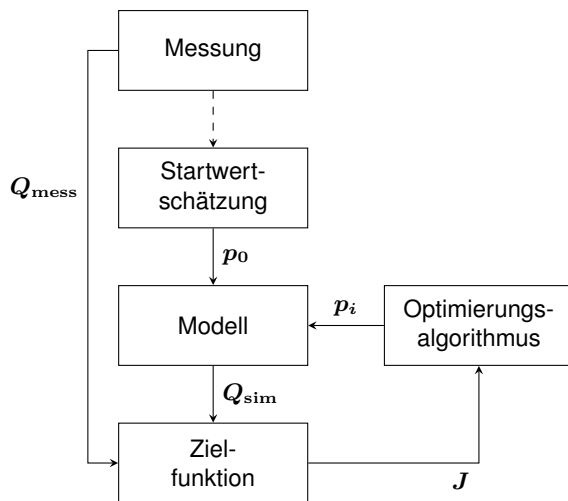 Messung
Startwert-
schätzung
Q_mess
p_0
Modell
p_i
Optimierungs-
algorithmus
Q_sim
Ziel-
funktion
J